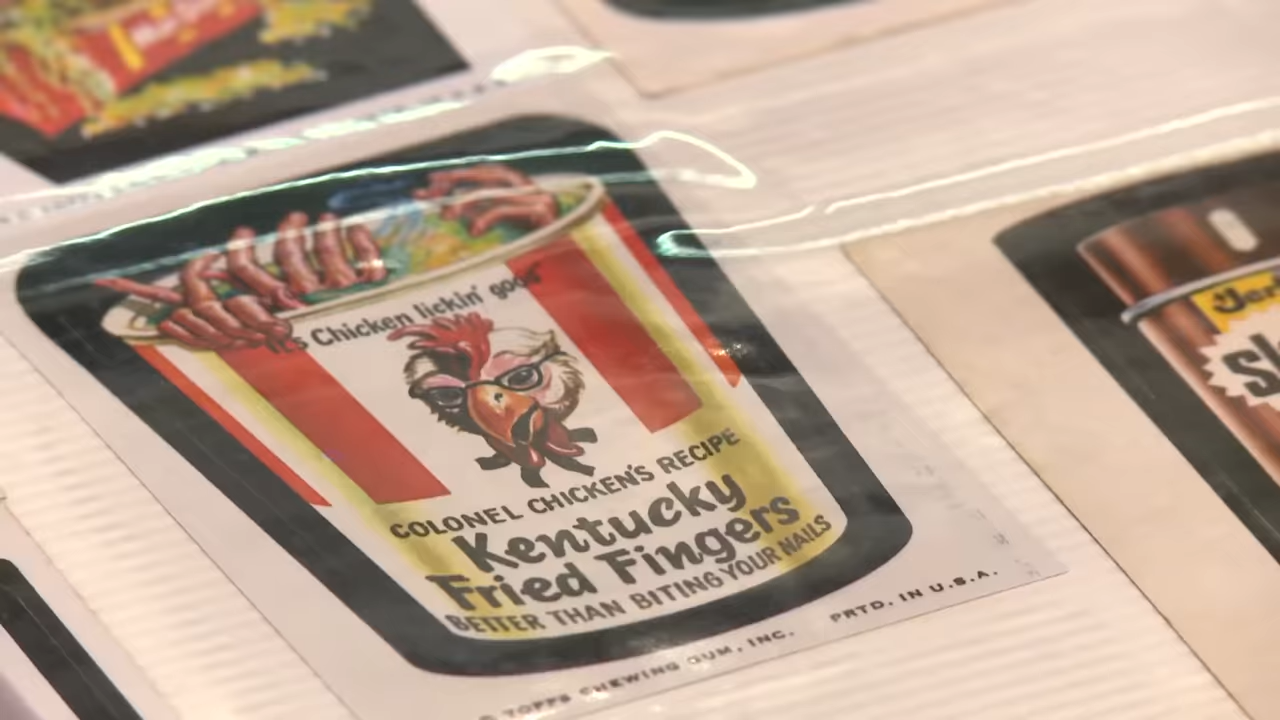 It's Chicken lickin' good
COLONEL CHICKEN'S RECIPE
Kentucky
Fried Fingers
BETTER THAN BITING YOUR NAILS
© TOPPS CHEWING GUM, INC. PRTD. IN U.S.A.